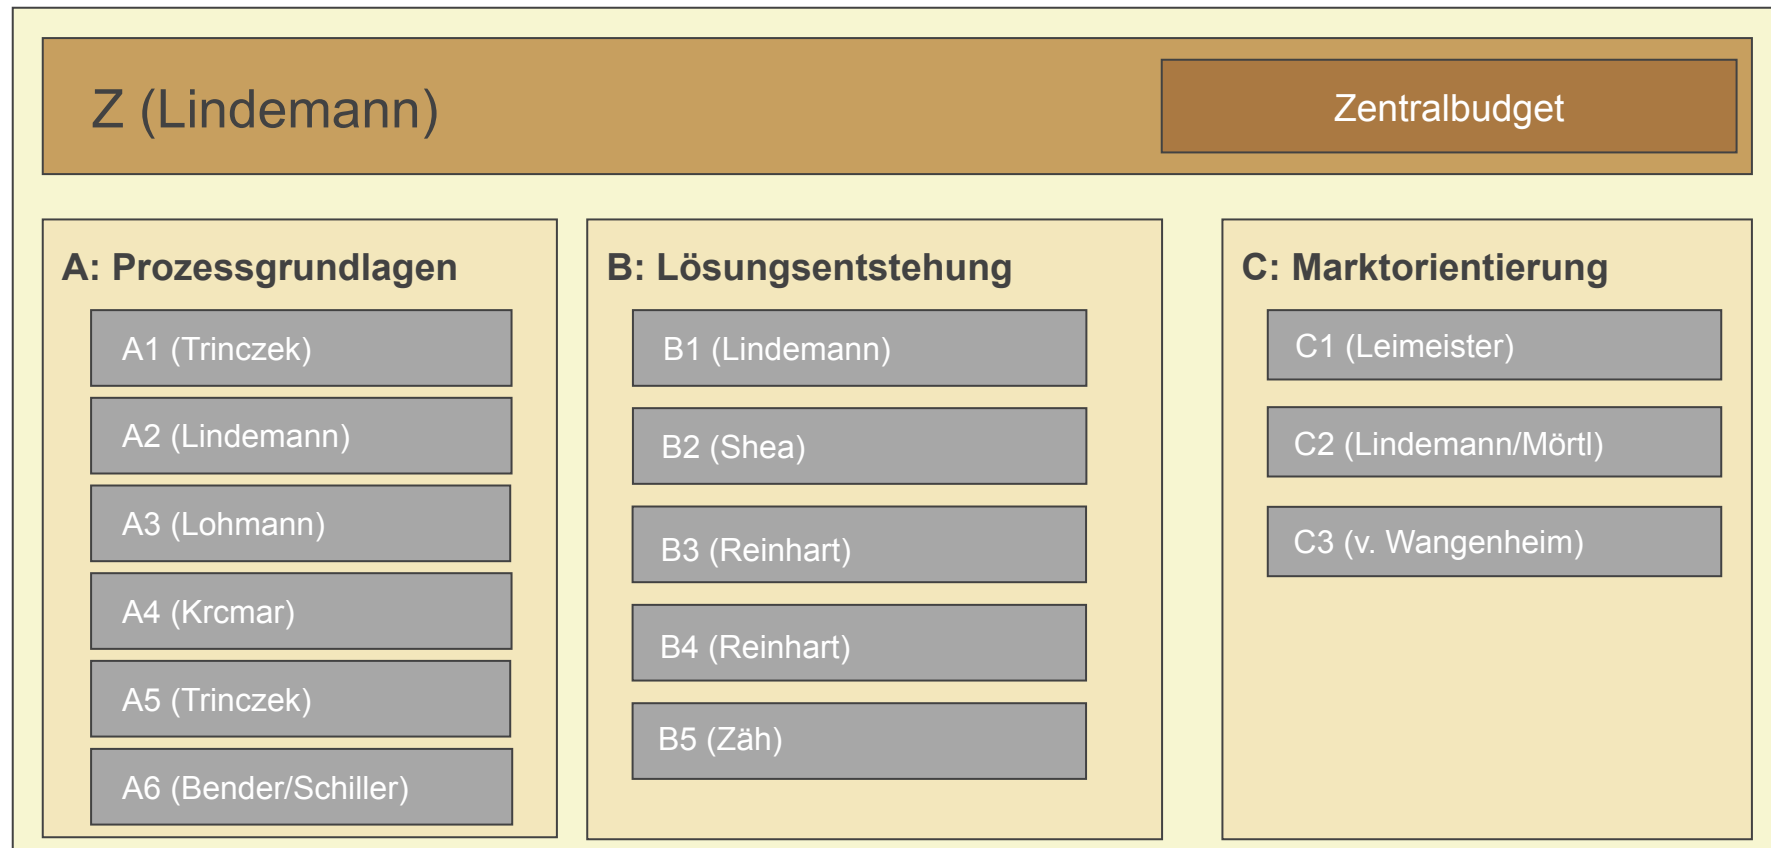 Z (Lindemann)
Zentralbudget
A: Prozessgrundlagen
A1 (Trinczek)
A2 (Lindemann)
A3 (Lohmann)
A4 (Krcmar)
A5 (Trinczek)
A6 (Bender/Schiller)
B: Lösungsentstehung
B1 (Lindemann)
B2 (Shea)
B3 (Reinhart)
B4 (Reinhart)
B5 (Zäh)
C: Marktorientierung
C1 (Leimeister)
C2 (Lindemann/Mörtl)
C3 (v. Wangenheim)